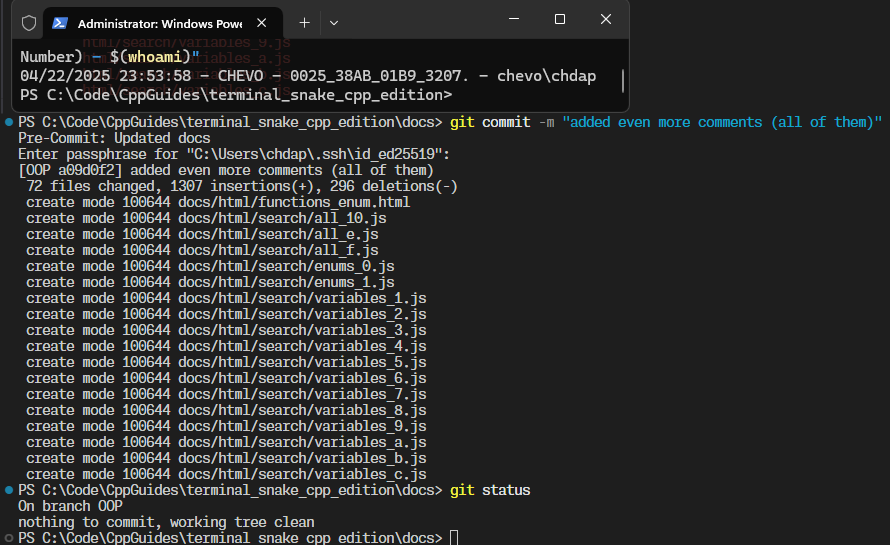 Administrator: Windows Powe
Number) - $(whoami)"
04/22/2025 23:53:58 - CHEVO - 0025_38AB_01B9_3207. - chevo\chdap
PS C:\Code\CppGuides\terminal_snake_cpp_edition>
PS C:\Code\CppGuides\terminal_snake_cpp_edition\docs> git commit -m "added even more comments (all of them)"
Pre-Commit: Updated docs
Enter passphrase for "C:\Users\chdap\.ssh\id_ed25519":
[OOP a09d0f2] added even more comments (all of them)
72 files changed, 1307 insertions(+), 296 deletions(-)
create mode 100644 docs/html/functions_enum.html
create mode 100644 docs/html/search/all_10.js
create mode 100644 docs/html/search/all_e.js
create mode 100644 docs/html/search/all_f.js
create mode 100644 docs/html/search/enums_0.js
create mode 100644 docs/html/search/enums_1.js
create mode 100644 docs/html/search/variables_1.js
create mode 100644 docs/html/search/variables_2.js
create mode 100644 docs/html/search/variables_3.js
create mode 100644 docs/html/search/variables_4.js
create mode 100644 docs/html/search/variables_5.js
create mode 100644 docs/html/search/variables_6.js
create mode 100644 docs/html/search/variables_7.js
create mode 100644 docs/html/search/variables_8.js
create mode 100644 docs/html/search/variables_9.js
create mode 100644 docs/html/search/variables_a.js
create mode 100644 docs/html/search/variables_b.js
create mode 100644 docs/html/search/variables_c.js
PS C:\Code\CppGuides\terminal_snake_cpp_edition\docs> git status
On branch OOP
nothing to commit, working tree clean
PS C:\Code\CppGuides\terminal_snake_cpp_edition\docs>